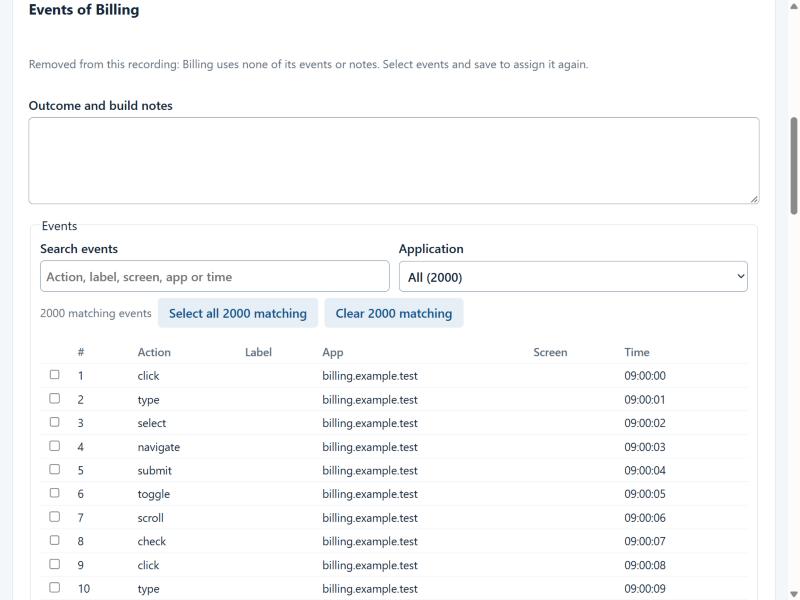 Events of Billing
Removed from this recording: Billing uses none of its events or notes. Select events and save to assign it again.
Outcome and build notes
Events
Search events Application
Action, label, screen, app or time All (2000)
2000 matching events Select all 2000 matching Clear 2000 matching
# Action Label App Screen Time
1 click billing.example.test 09:00:00
2 type billing.example.test 09:00:01
3 select billing.example.test 09:00:02
4 navigate billing.example.test 09:00:03
5 submit billing.example.test 09:00:04
6 toggle billing.example.test 09:00:05
7 scroll billing.example.test 09:00:06
8 check billing.example.test 09:00:07
9 click billing.example.test 09:00:08
10 type billing.example.test 09:00:09